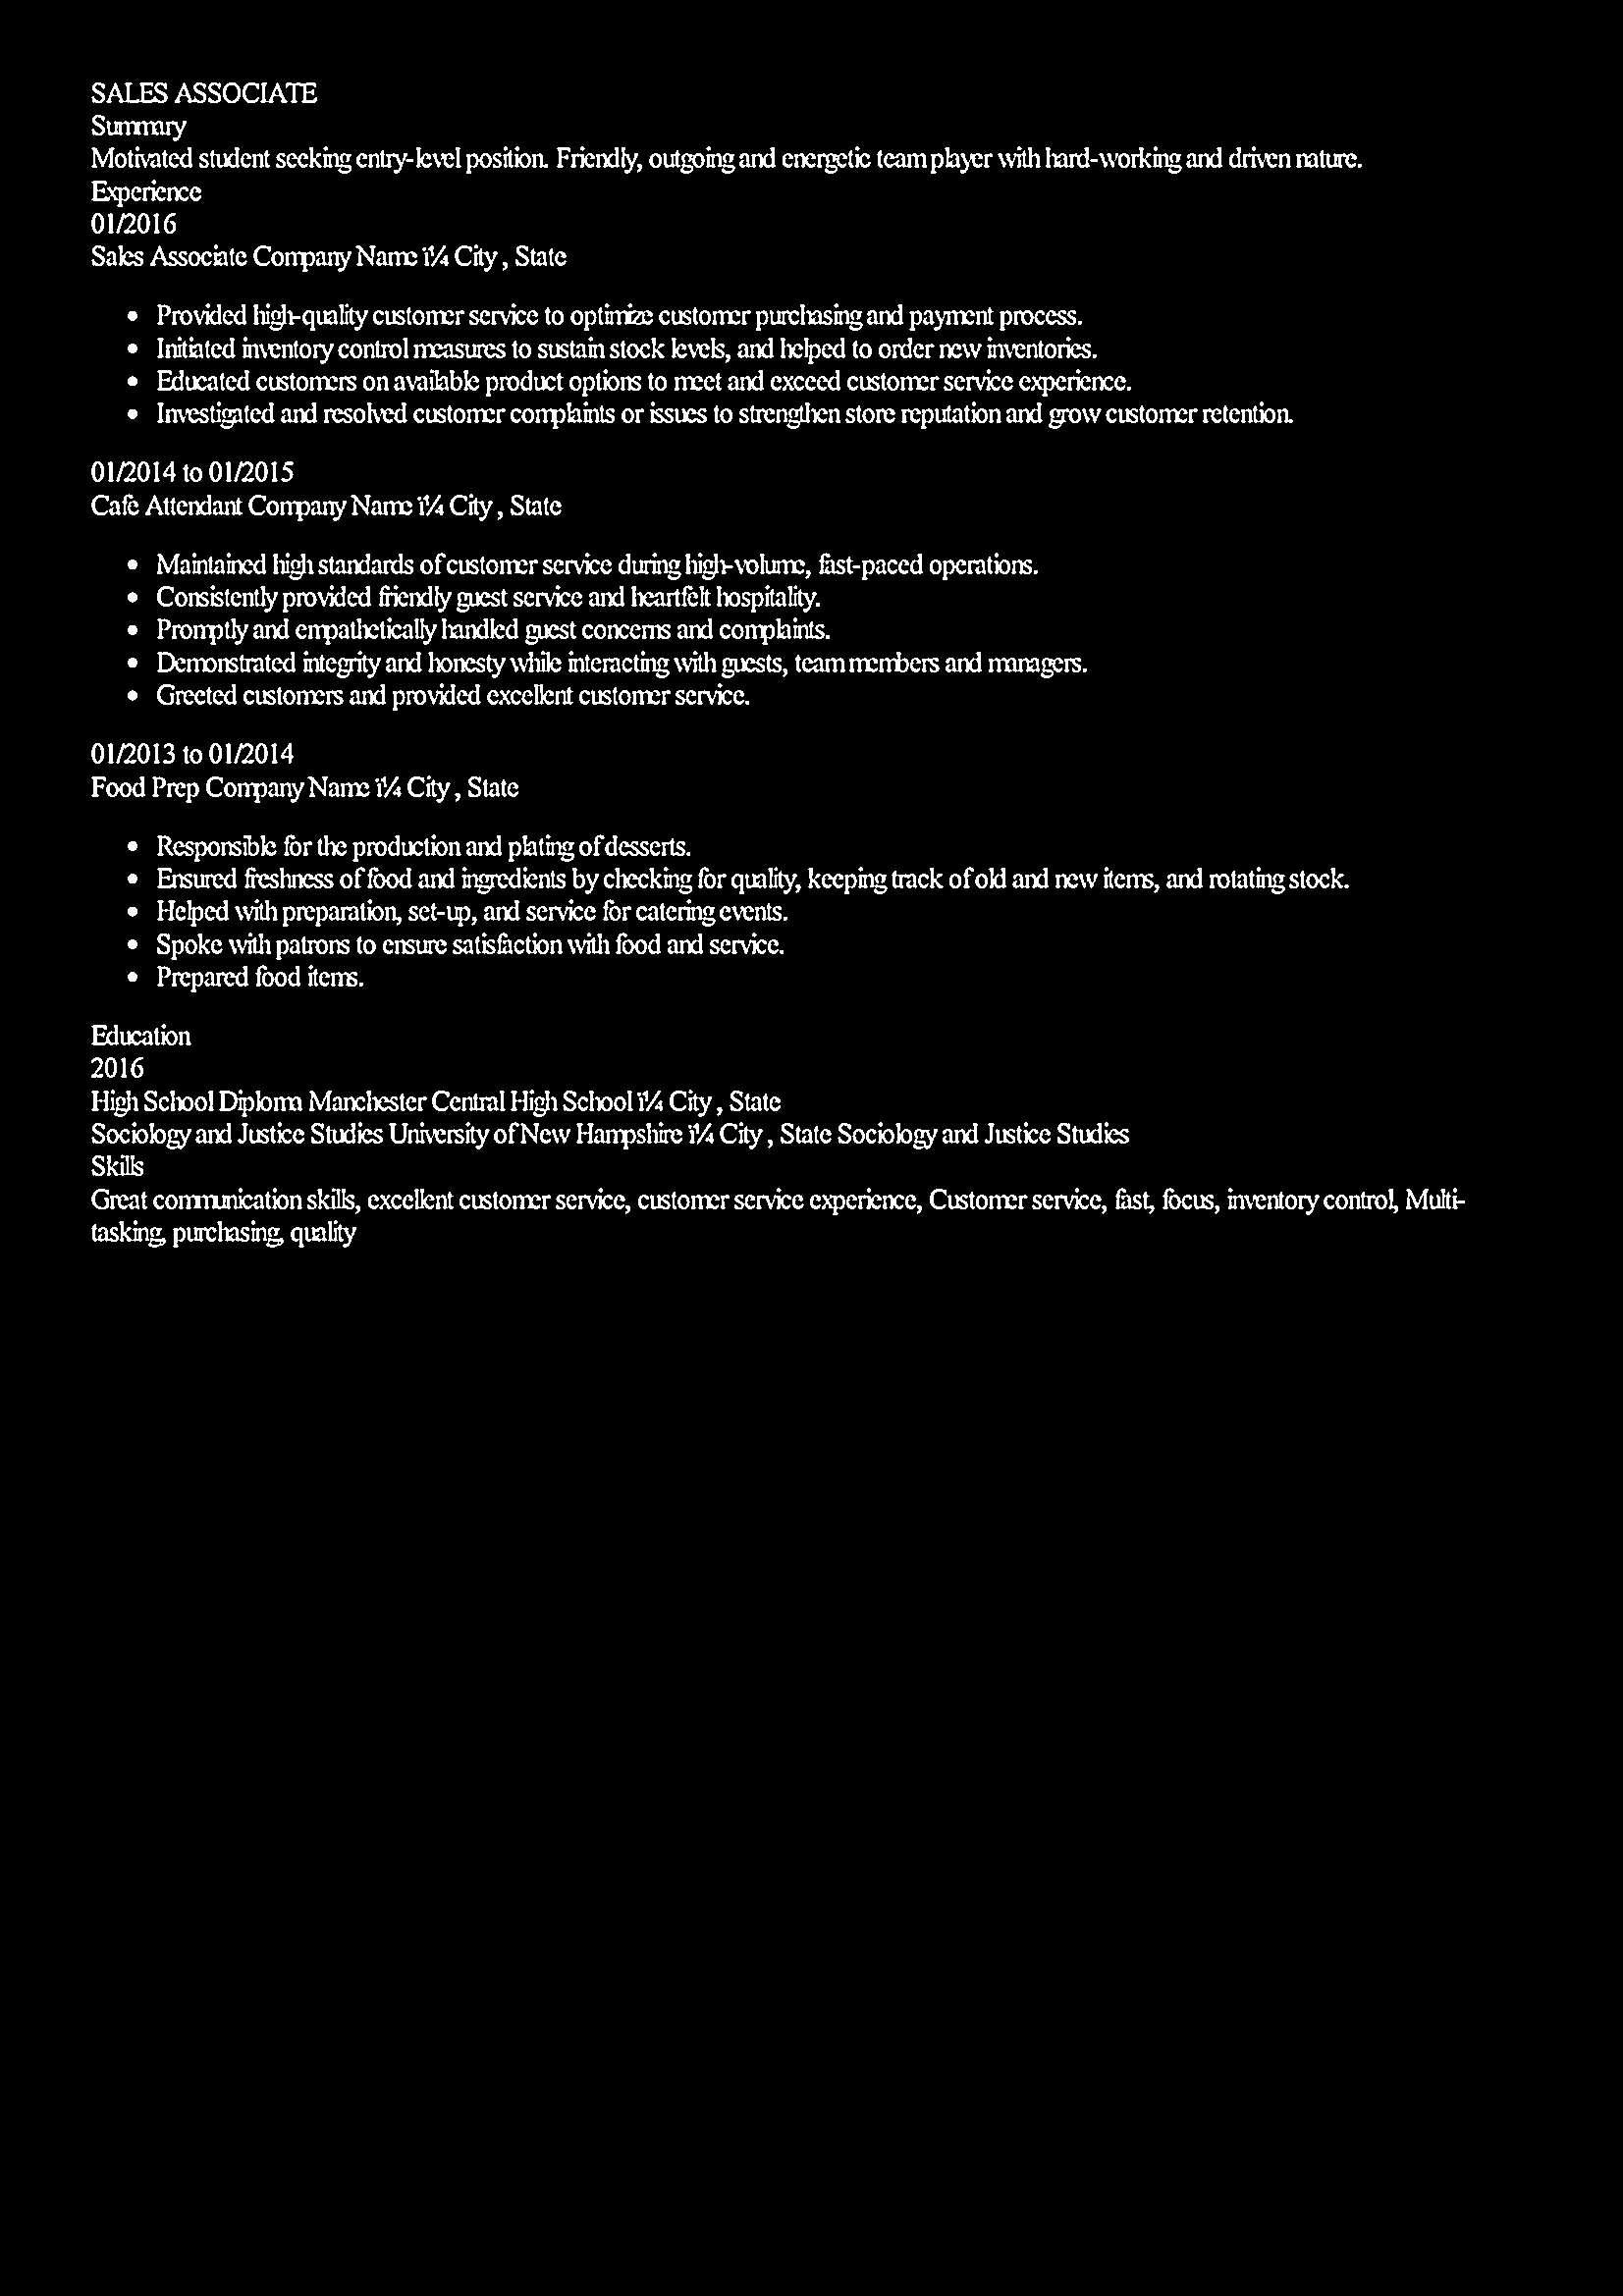 SALES ASSOCIATE
Summary
Motivated student seeking entry-level position. Friendly, outgoing and energetic team player with hard-working and driven nature.
Experience
01/2016
Sales Associate Company Name ï¼ City , State
• Provided high-quality customer service to optimize customer purchasing and payment process.
• Initiated inventory control measures to sustain stock levels, and helped to order new inventories.
• Educated customers on available product options to meet and exceed customer service experience.
• Investigated and resolved customer complaints or issues to strengthen store reputation and grow customer retention.
01/2014 to 01/2015
Cafe Attendant Company Name ï¼ City , State
• Maintained high standards of customer service during high-volume, fast-paced operations.
• Consistently provided friendly guest service and heartfelt hospitality.
• Promptly and empathetically handled guest concerns and complaints.
• Demonstrated integrity and honesty while interacting with guests, team members and managers.
• Greeted customers and provided excellent customer service.
01/2013 to 01/2014
Food Prep Company Name ï¼ City , State
• Responsible for the production and plating of desserts.
• Ensured freshness of food and ingredients by checking for quality, keeping track of old and new items, and rotating stock.
• Helped with preparation, set-up, and service for catering events.
• Spoke with patrons to ensure satisfaction with food and service.
• Prepared food items.
Education
2016
High School Diploma Manchester Central High School ï¼ City , State
Sociology and Justice Studies University of New Hampshire ï¼ City , State Sociology and Justice Studies
Skills
Great communication skills, excellent customer service, customer service experience, Customer service, fast, focus, inventory control, Multi-
tasking, purchasing, quality